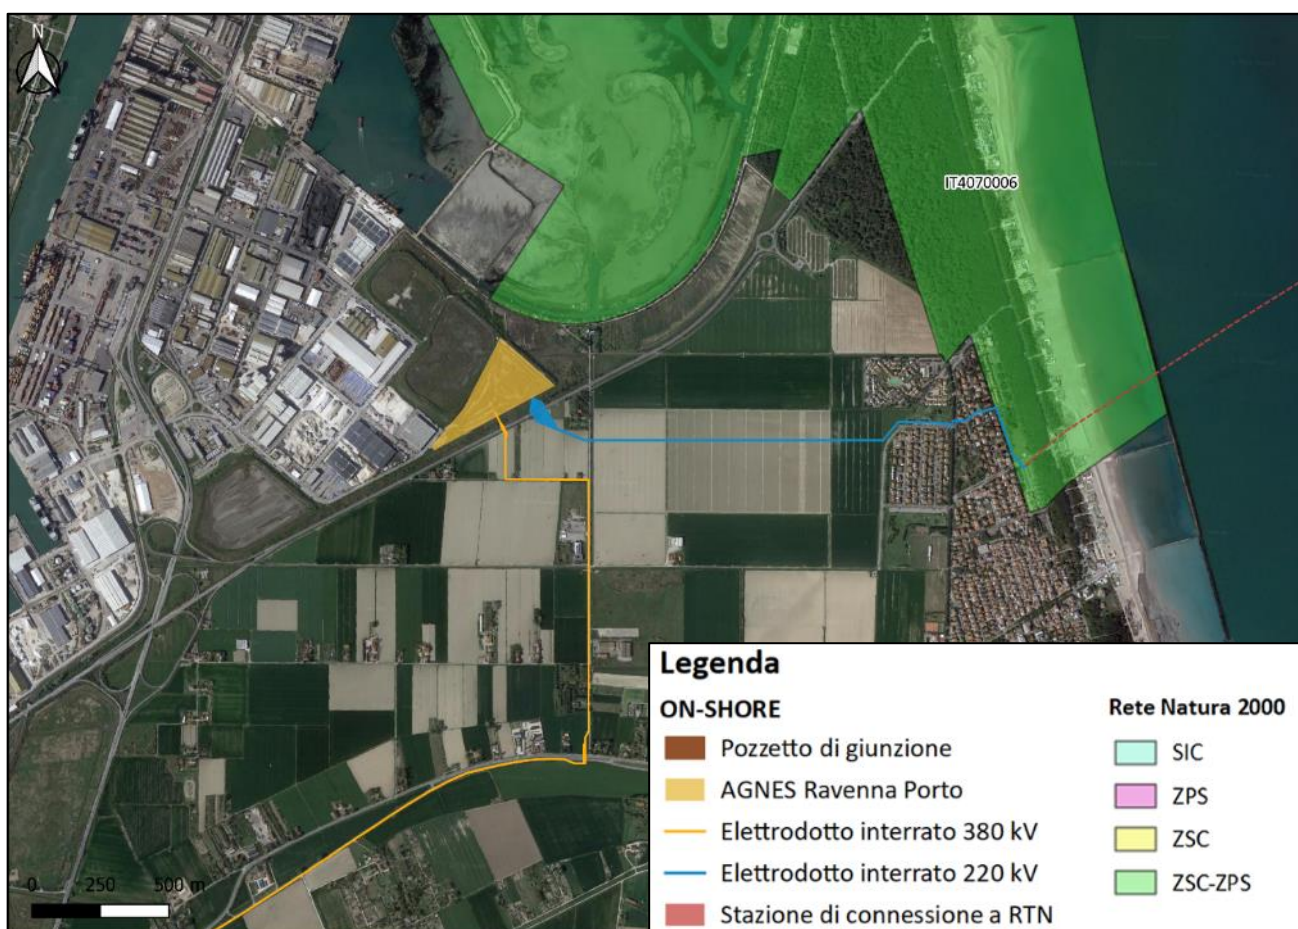 N
IT4070006
0 250 500 m
Legenda
ON-SHORE
Pozzetto di giunzione
AGNES Ravenna Porto
Elettrodotto interrato 380 kV
Elettrodotto interrato 220 kV
Stazione di connessione a RTN
Rete Natura 2000
SIC
ZPS
ZSC
ZSC-ZPS